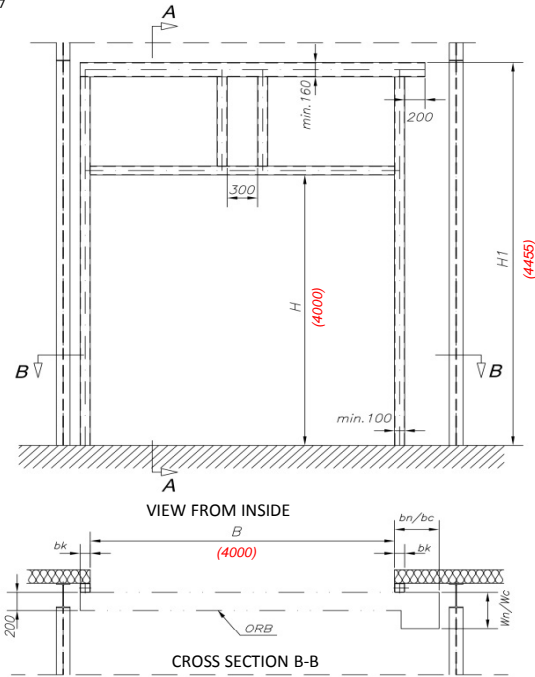 7
A
min.160
200
300
H
(4000)
H1
(4455)
B
B
min.100
A
VIEW FROM INSIDE
B
(4000)
bk
bn/bc
bk
200
Wn/Wc
ORB
CROSS SECTION B-B